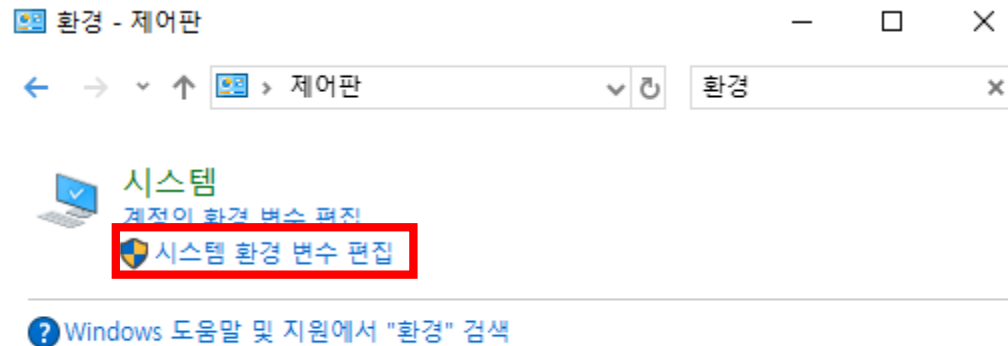 환경 - 제어판
제어판
환경
시스템
계정의 환경 변수 편집
시스템 환경 변수 편집
Windows 도움말 및 지원에서 "환경" 검색